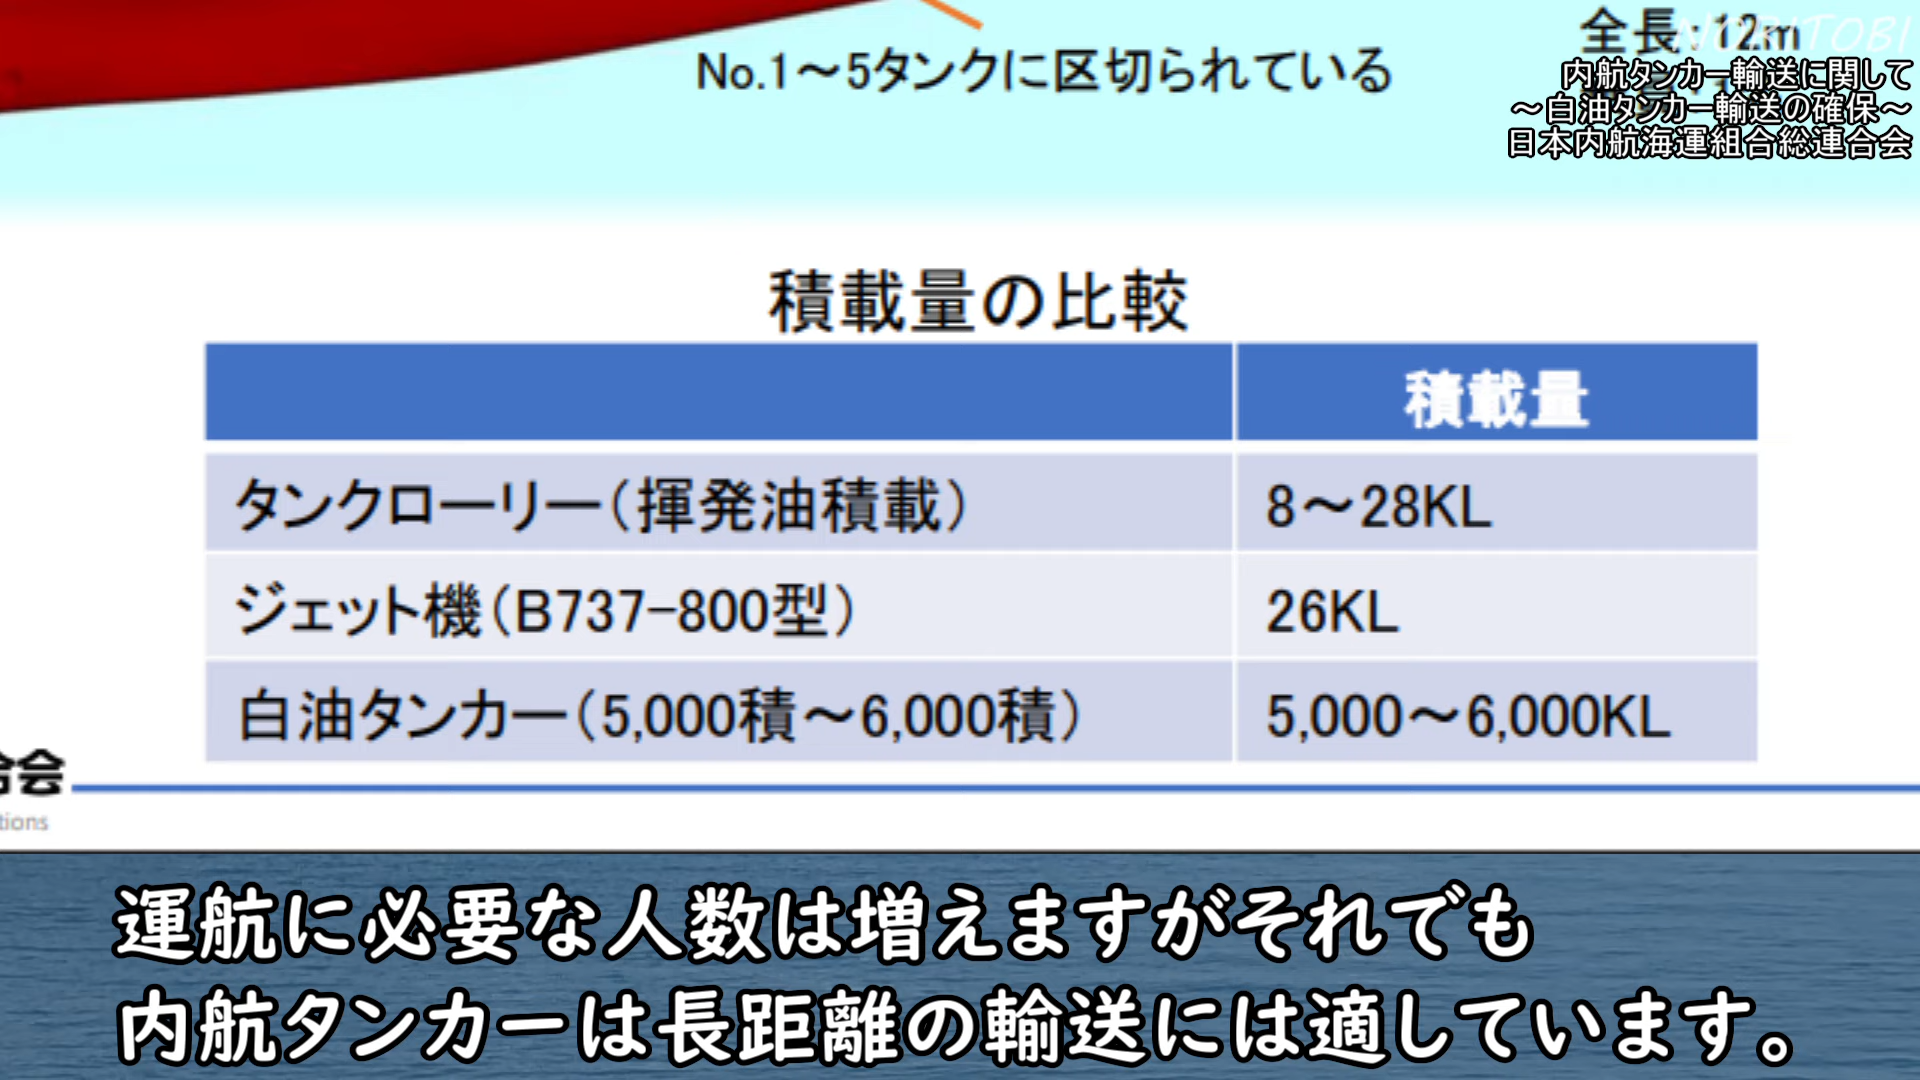 全長：12m
NORITOBI
No.1～5タンクに区切られている
内航タンカー輸送に関して
～白油タンカー輸送の確保～
日本内航海運組合総連合会
積載量の比較
積載量
タンクローリー（揮発油積載） 8～28KL
ジェット機（B737-800型） 26KL
白油タンカー（5,000積～6,000積） 5,000～6,000KL
合会
tions
運航に必要な人数は増えますがそれでも
内航タンカーは長距離の輸送には適しています。